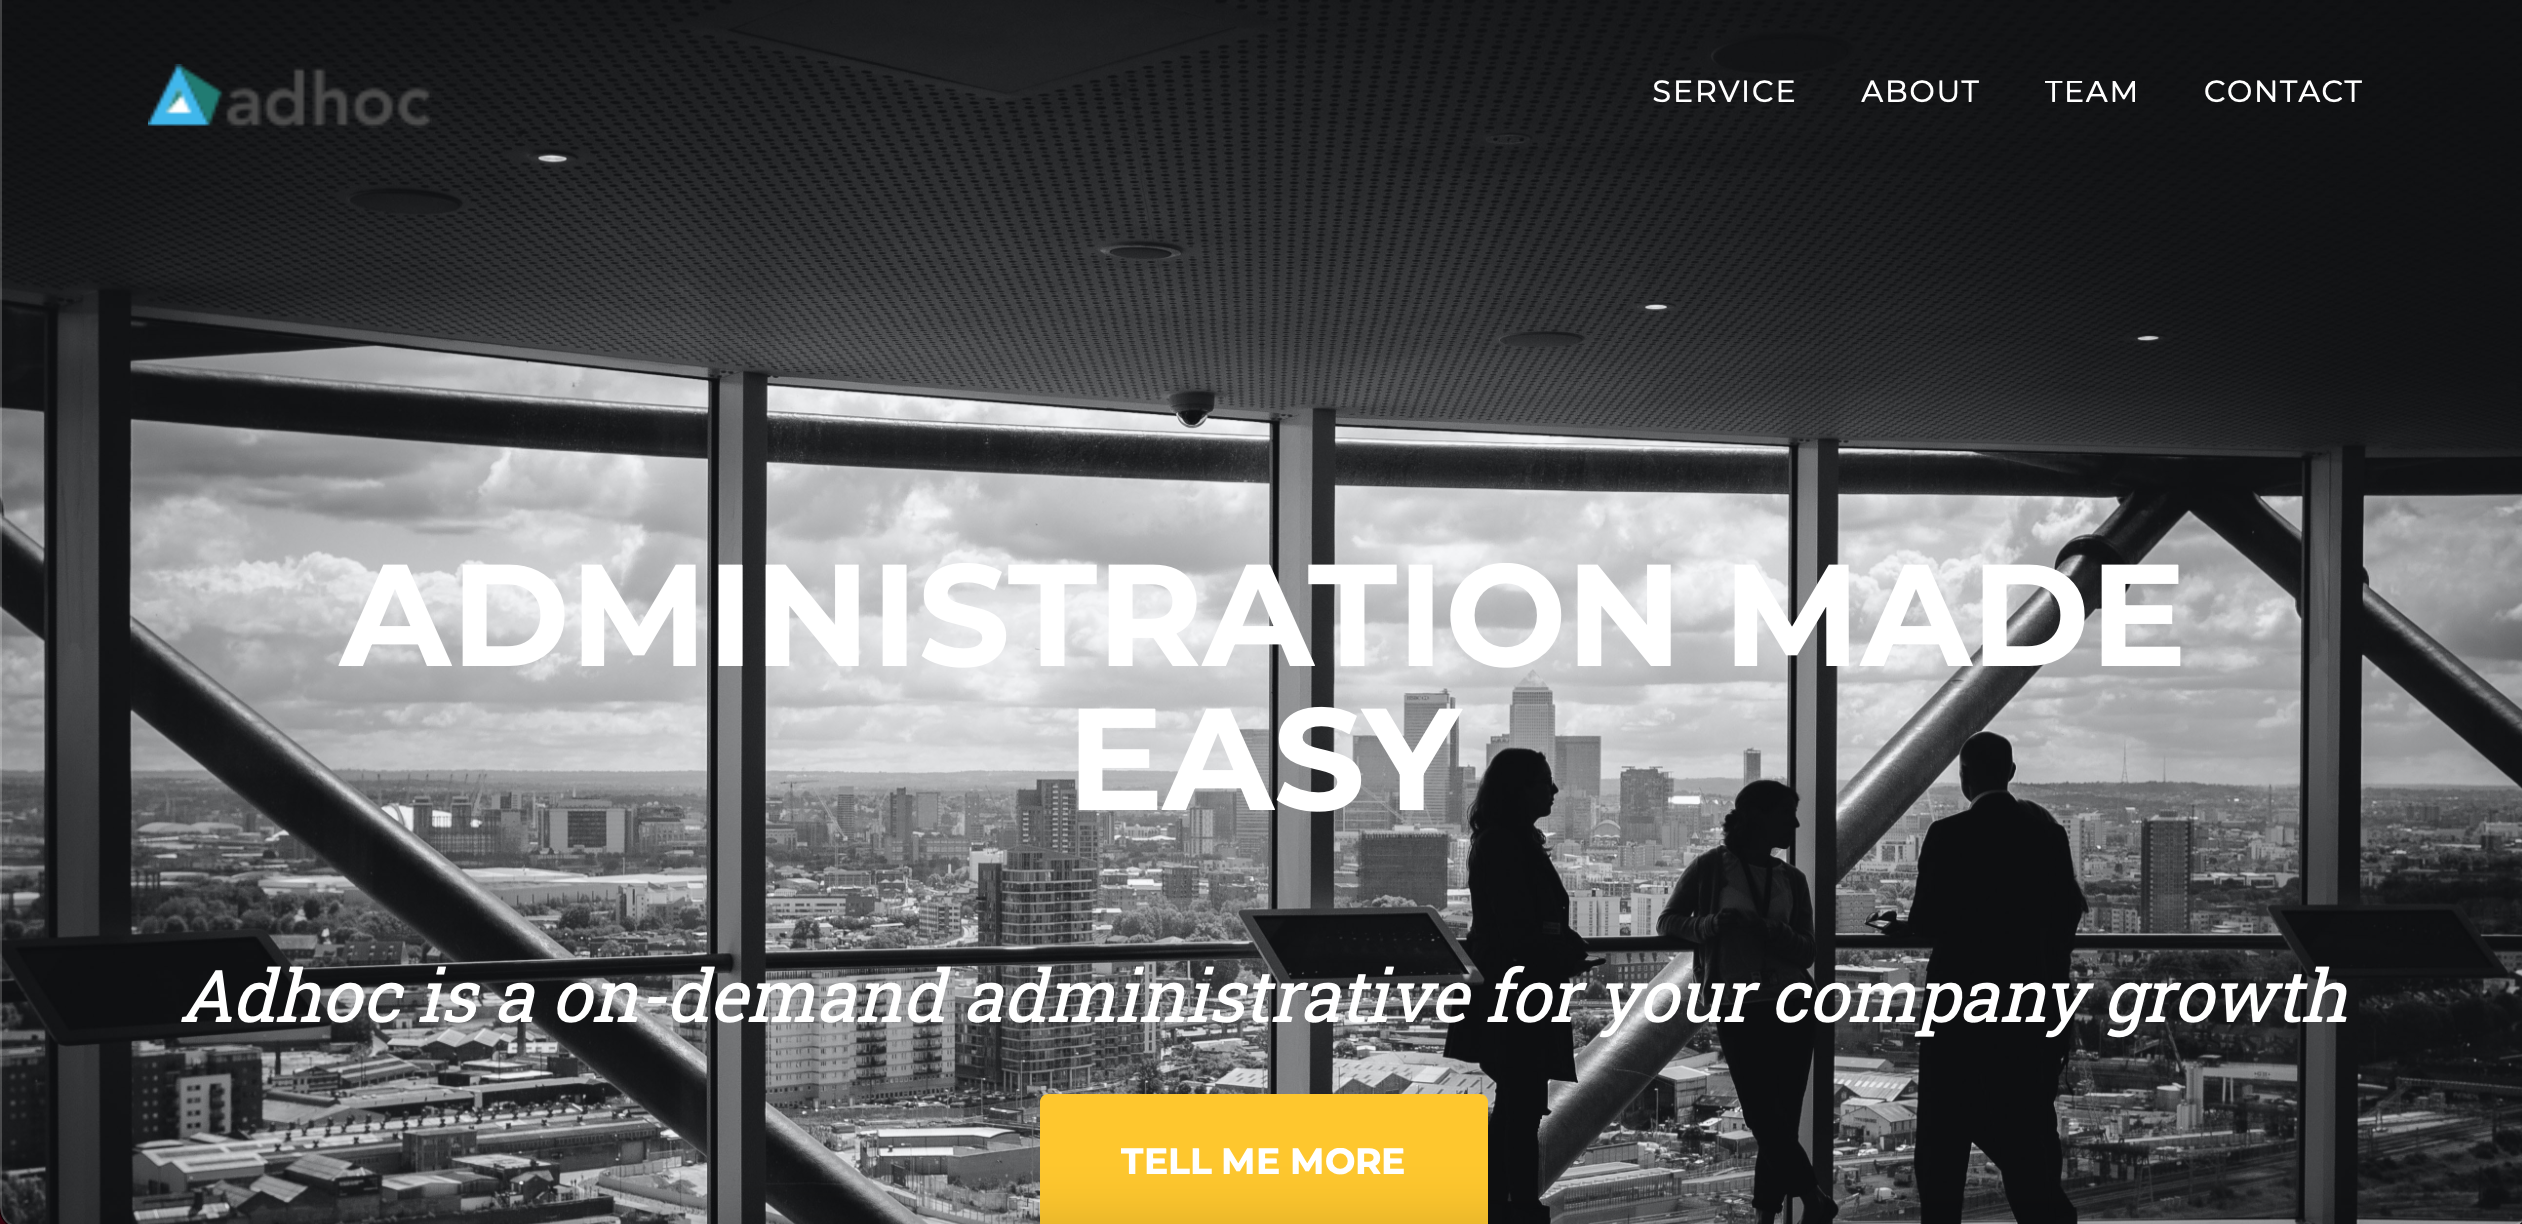 adhoc
SERVICE ABOUT TEAM CONTACT
ADMINISTRATION MADE
EASY
Adhoc is a on-demand administrative for your company growth
TELL ME MORE